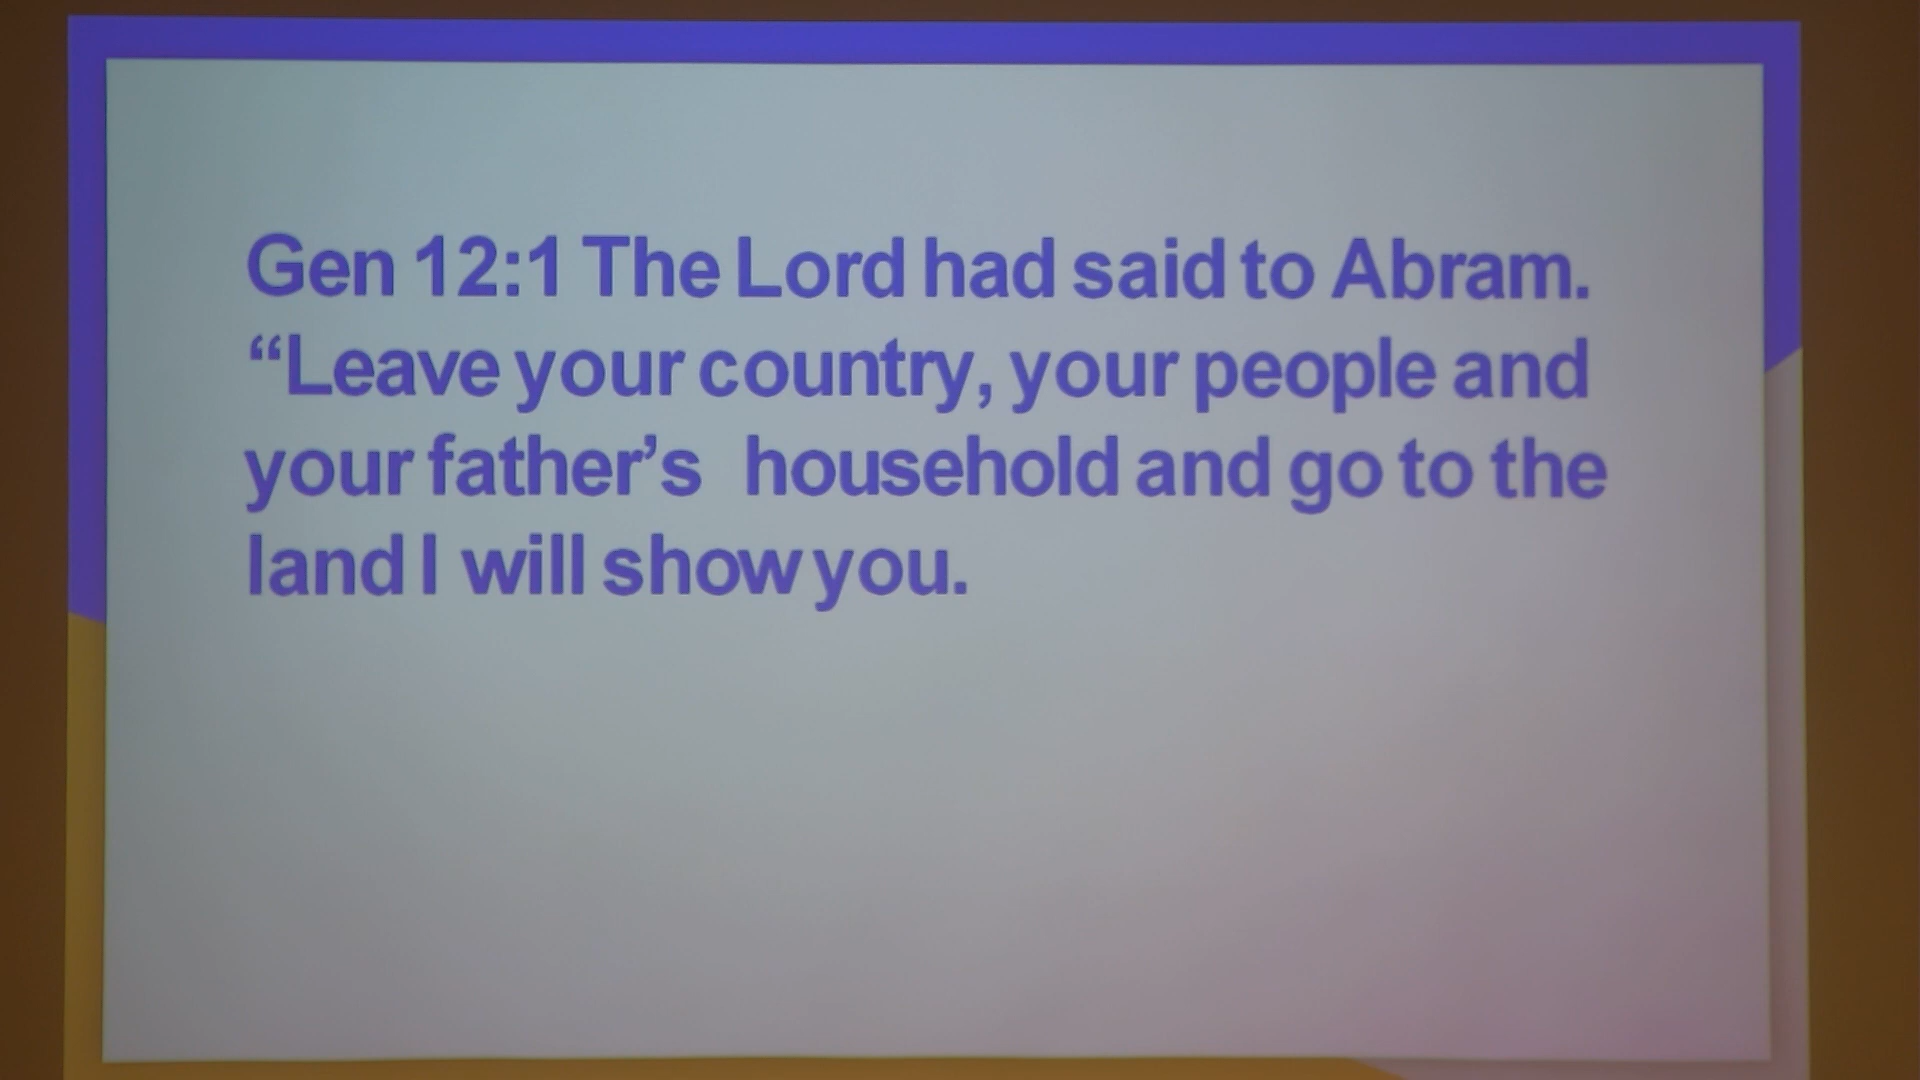 Gen 12:1 The Lord had said to Abram.
“Leave your country, your people and
your father’s  household and go to the
land I will show you.